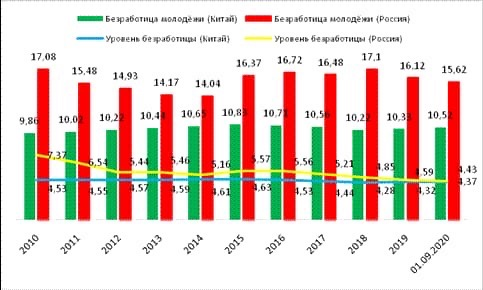 Безработица молодёжи (Китай) Безработица молодёжи (Россия)
Уровень безработицы (Китай) Уровень безработицы (Россия)
17,08 15,48 14,93 14,17 14,04 16,37 16,72 16,48 17,1 16,12 15,62
9,86 10,02 10,22 10,44 10,65 10,83 10,71 10,56 10,22 10,33 10,52
7,37 6,54 5,44 5,46 5,16 5,57 5,56 5,21 4,85 4,59 4,43
4,53 4,55 4,57 4,59 4,61 4,63 4,53 4,44 4,28 4,32 4,37
2010 2011 2012 2013 2014 2015 2016 2017 2018 2019 01.09.2020